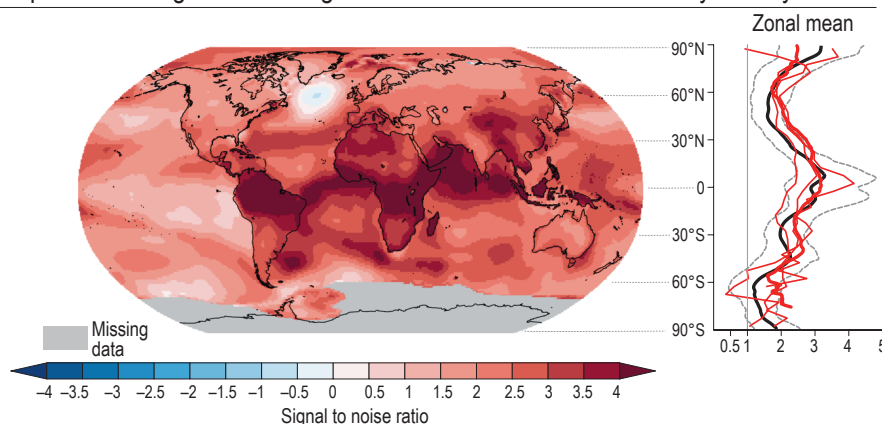 Zonal mean
90°N
60°N
30°N
0
30°S
60°S
90°S
0.5 1 2 3 4 5
Missing
data
–4 –3.5 –3 –2.5 –2 –1.5 –1 –0.5 0 0.5 1 1.5 2 2.5 3 3.5 4
Signal to noise ratio